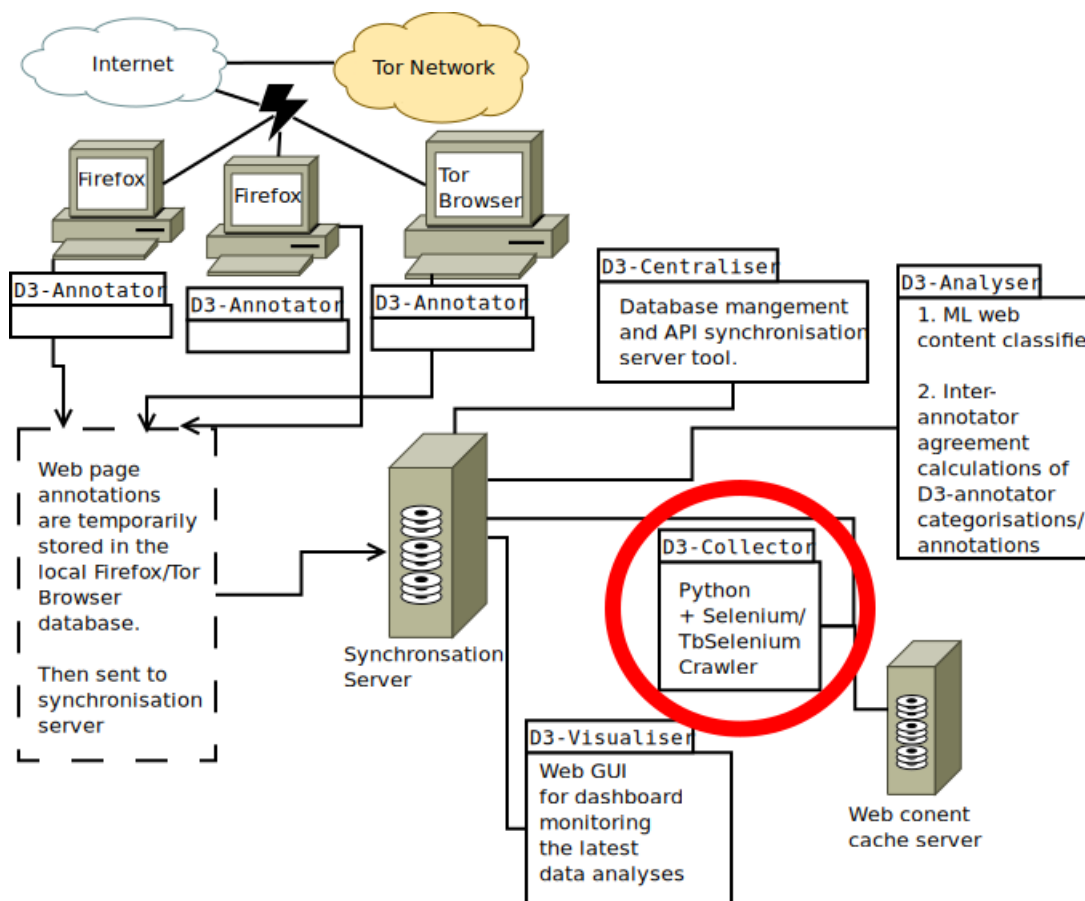 Internet
Tor Network
Firefox
Firefox
Tor
Browser
D3-Annotator
D3-Annotator
D3-Annotator
D3-Centraliser
Database mangement
and API synchronisation
server tool.
D3-Analyser
1. ML web
content classifie
2. Inter-
annotator
agreement
calculations of
D3-annotator
categorisations/
annotations
Web page
annotations
are temporarily
stored in the
local Firefox/Tor
Browser
database.
Then sent to
synchronisation
server
Synchronsation
Server
D3-Collector
Python
+ Selenium/
TbSelenium
Crawler
D3-Visualiser
Web GUI
for dashboard
monitoring
the latest
data analyses
Web conent
cache server